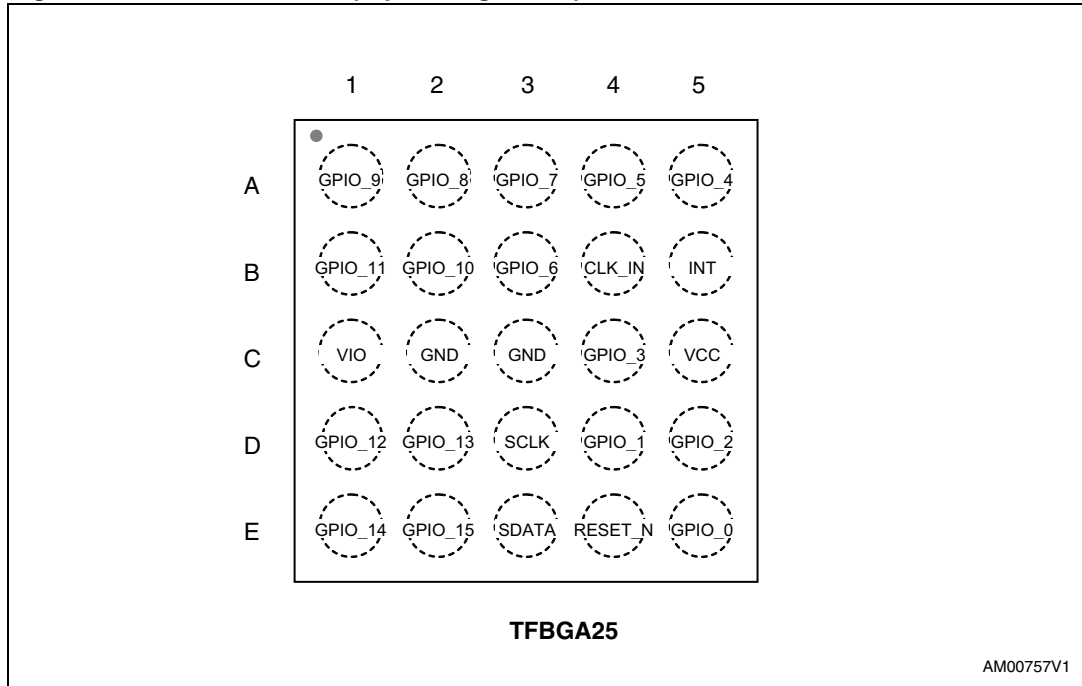 1 2 3 4 5
A GPIO_9 GPIO_8 GPIO_7 GPIO_5 GPIO_4
B GPIO_11 GPIO_10 GPIO_6 CLK_IN INT
C VIO GND GND GPIO_3 VCC
D GPIO_12 GPIO_13 SCLK GPIO_1 GPIO_2
E GPIO_14 GPIO_15 SDATA RESET_N GPIO_0
TFBGA25
AM00757V1